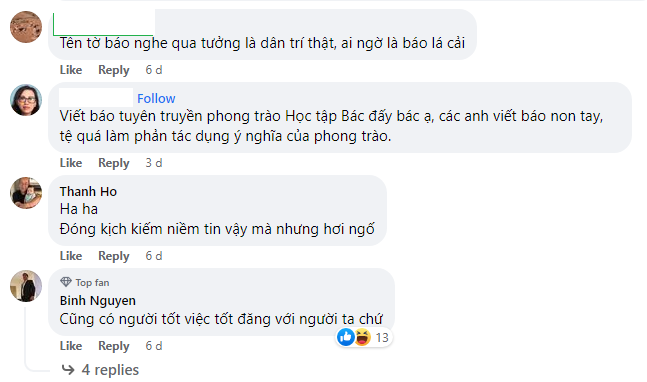 Tên tờ báo nghe qua tưởng là dân trí thật, ai ngờ là báo lá cải
Like Reply 6 d
Follow
Viết báo tuyên truyền phong trào Học tập Bác đấy bác ạ, các anh viết báo non tay,
tệ quá làm phản tác dụng ý nghĩa của phong trào.
Like Reply 3 d
Thanh Ho
Ha ha
Đóng kịch kiếm niềm tin vậy mà nhưng hơi ngố
Like Reply 6 d
Top fan
Binh Nguyen
Cũng có người tốt việc tốt đăng với người ta chứ
13
Like Reply 6 d
4 replies